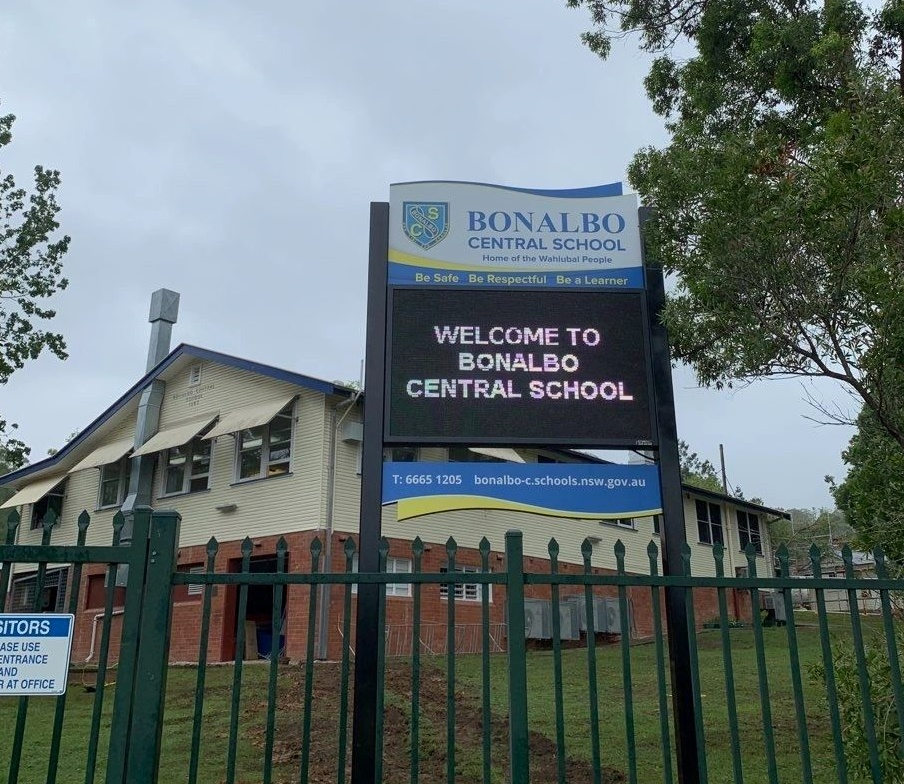 S
C
BONALBO
BONALBO
CENTRAL SCHOOL
Home of the Wahlubal People
Be Safe Be Respectful Be a Learner
WELCOME TO
BONALBO
CENTRAL SCHOOL
T: 6665 1205 bonalbo-c.schools.nsw.gov.au
SITORS
ASE USE
ENTRANCE
AND
R AT OFFICE